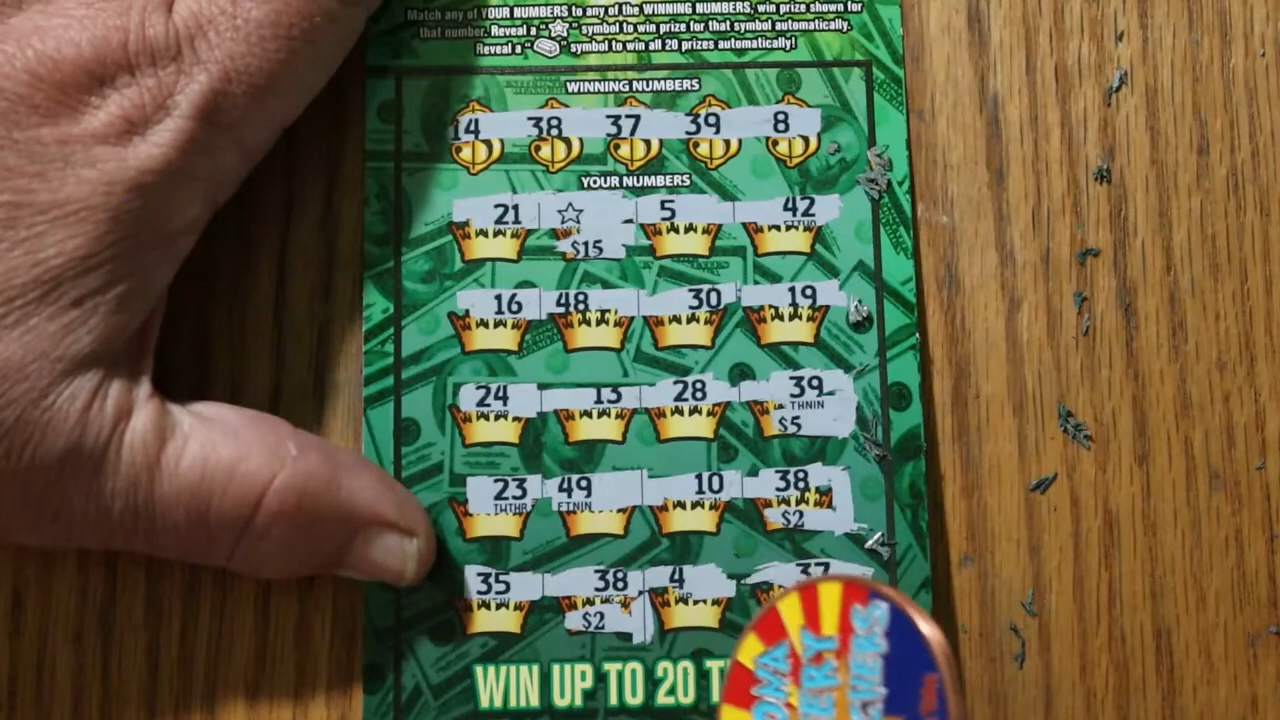 Match any of YOUR NUMBERS to any of the WINNING NUMBERS, win prize shown for
that number. Reveal a "☆" symbol to win prize for that symbol automatically.
Reveal a " " symbol to win all 20 prizes automatically!
WINNING NUMBERS
14 38 37 39 8
YOUR NUMBERS
21 5 42
$15
16 48 30 19
24 13 28 39
THNIN
$5
23 49 10 38
TWTHR FTNIN
$2
35 38 4 37
$2
WIN UP TO 20